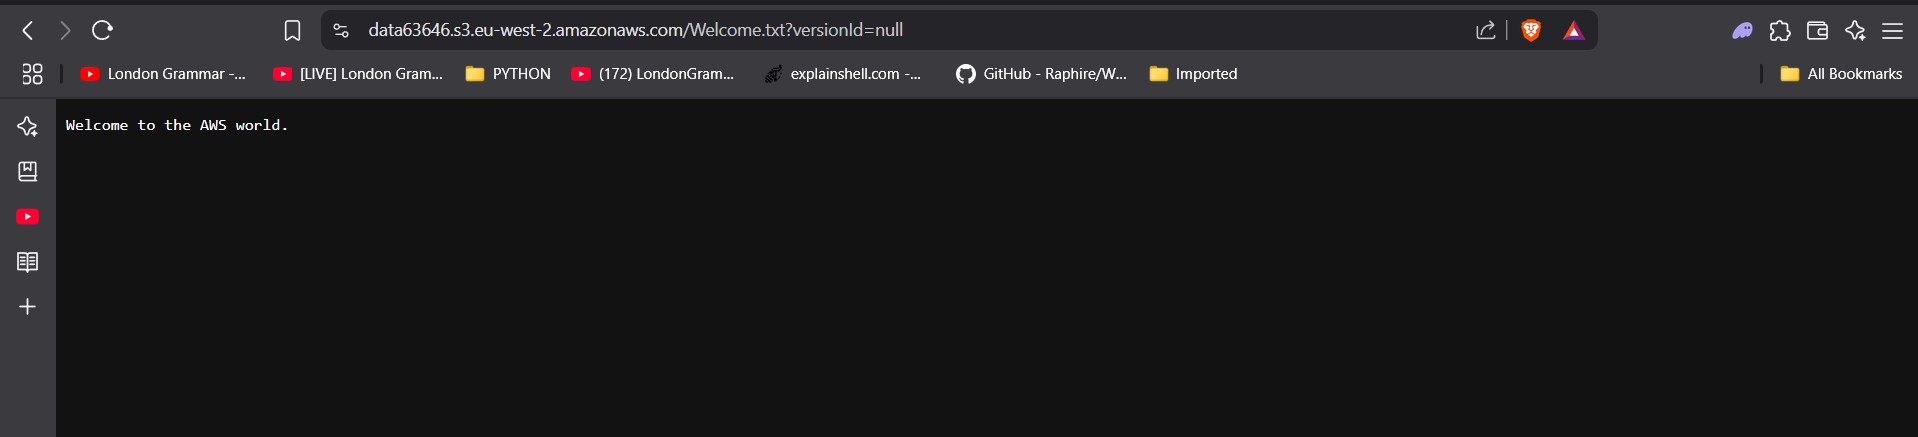 data63646.s3.eu-west-2.amazonaws.com/Welcome.txt?versionId=null
London Grammar -... [LIVE] London Gram... PYTHON (172) LondonGram... explainshell.com -... GitHub - Raphire/W... Imported All Bookmarks
Welcome to the AWS world.